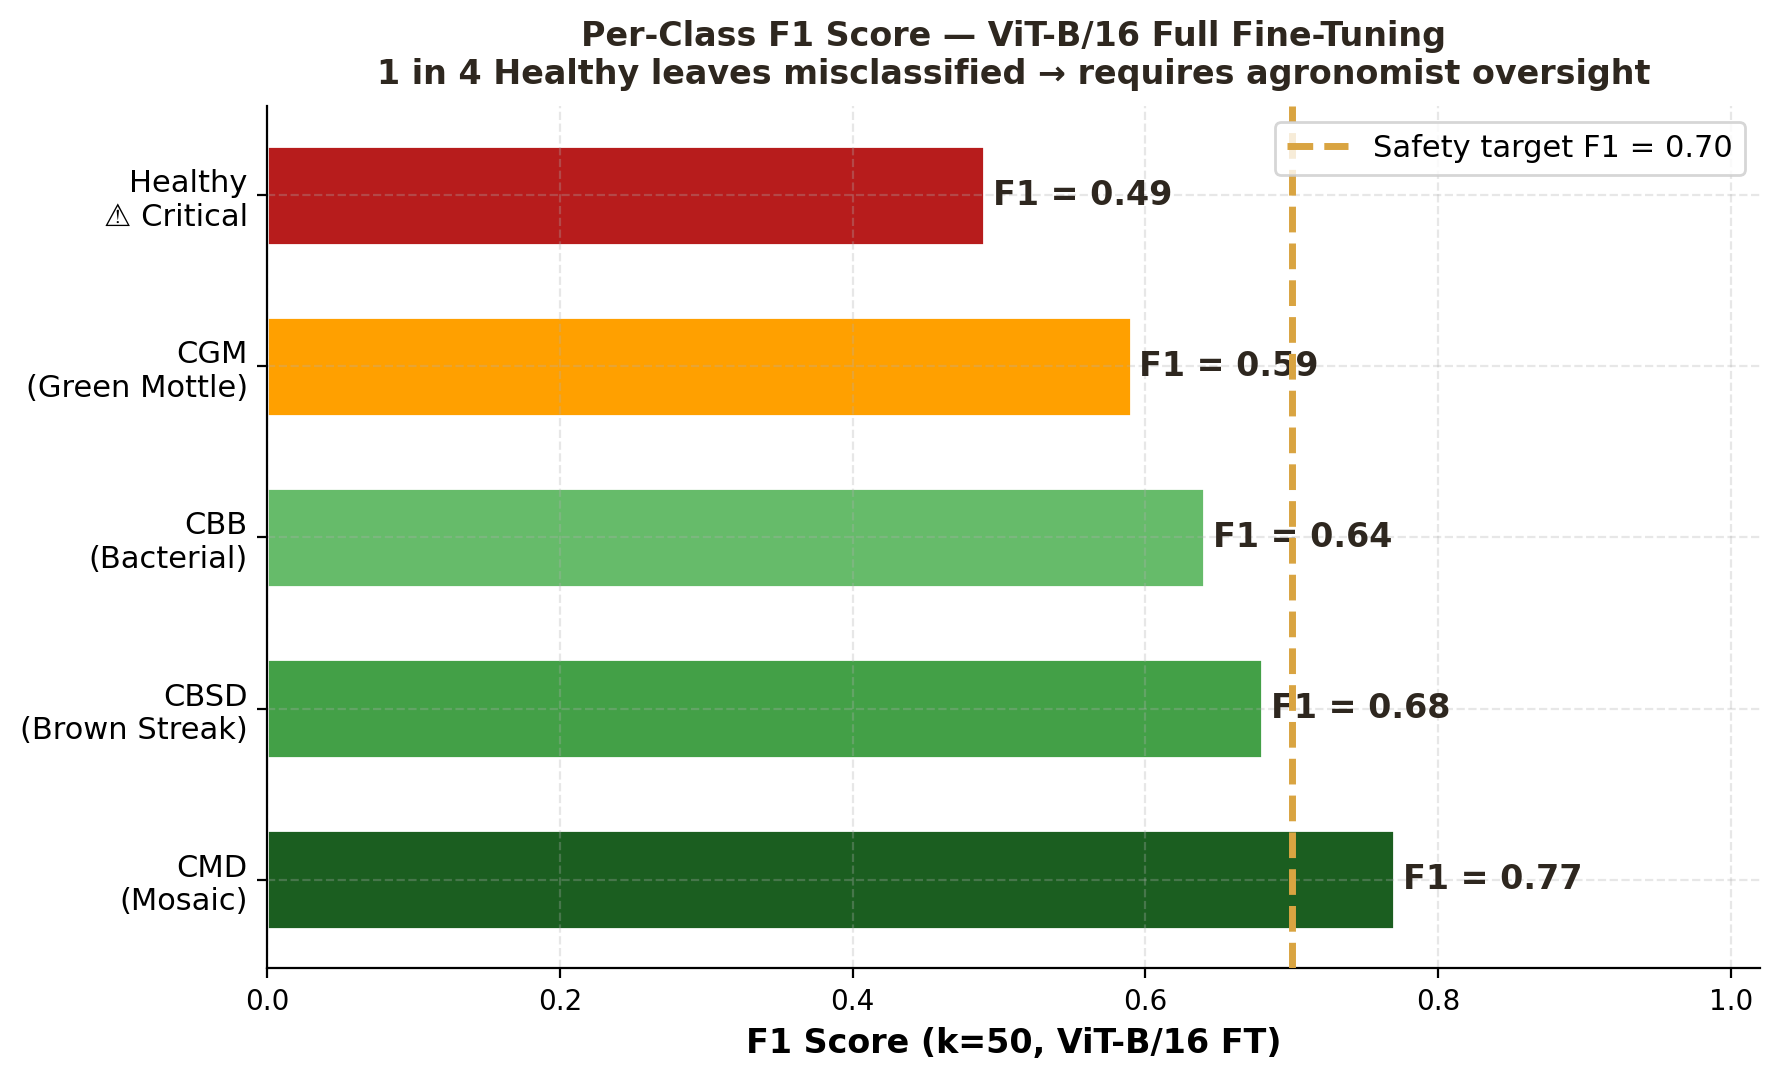 Per-Class F1 Score — ViT-B/16 Full Fine-Tuning
1 in 4 Healthy leaves misclassified → requires agronomist oversight
Safety target F1 = 0.70
Healthy
⚠ Critical
F1 = 0.49
CGM
(Green Mottle)
F1 = 0.59
CBB
(Bacterial)
F1 = 0.64
CBSD
(Brown Streak)
F1 = 0.68
CMD
(Mosaic)
F1 = 0.77
0.0 0.2 0.4 0.6 0.8 1.0
F1 Score (k=50, ViT-B/16 FT)